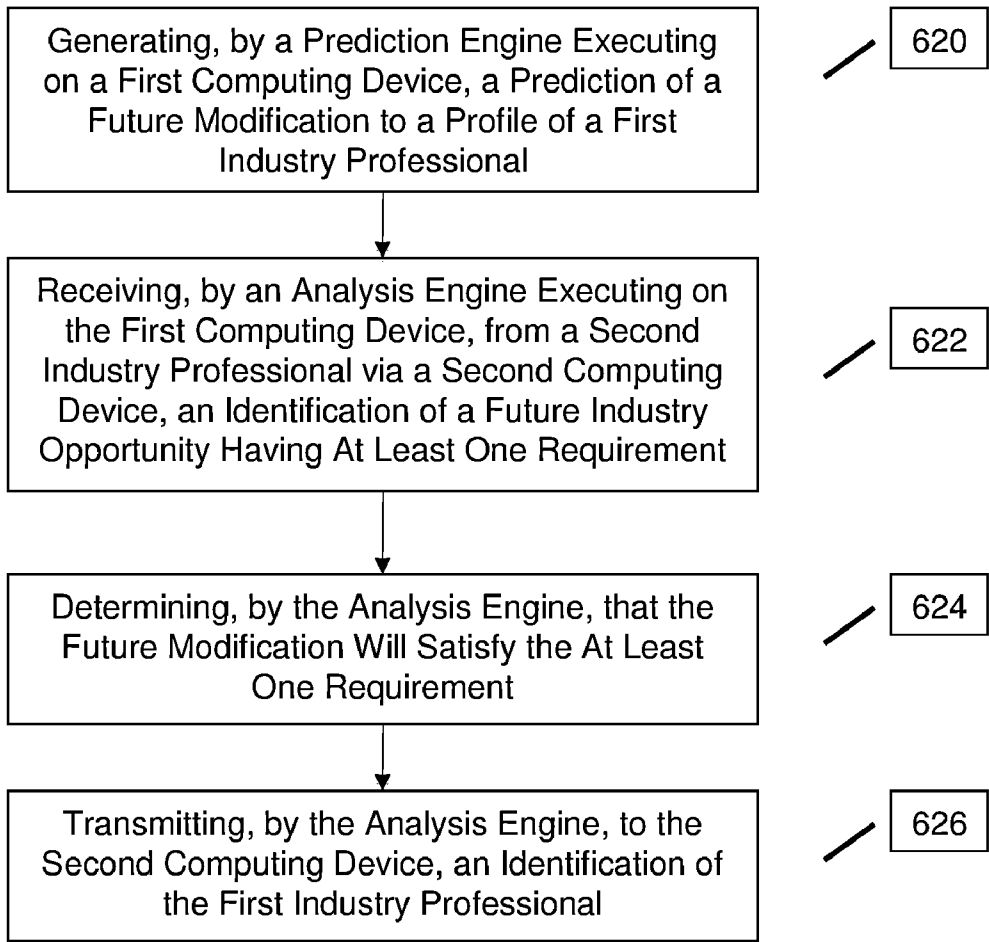 Generating, by a Prediction Engine Executing
on a First Computing Device, a Prediction of a
Future Modification to a Profile of a First
Industry Professional
620
Receiving, by an Analysis Engine Executing on
the First Computing Device, from a Second
Industry Professional via a Second Computing
Device, an Identification of a Future Industry
Opportunity Having At Least One Requirement
622
Determining, by the Analysis Engine, that the
Future Modification Will Satisfy the At Least
One Requirement
624
Transmitting, by the Analysis Engine, to the
Second Computing Device, an Identification of
the First Industry Professional
626